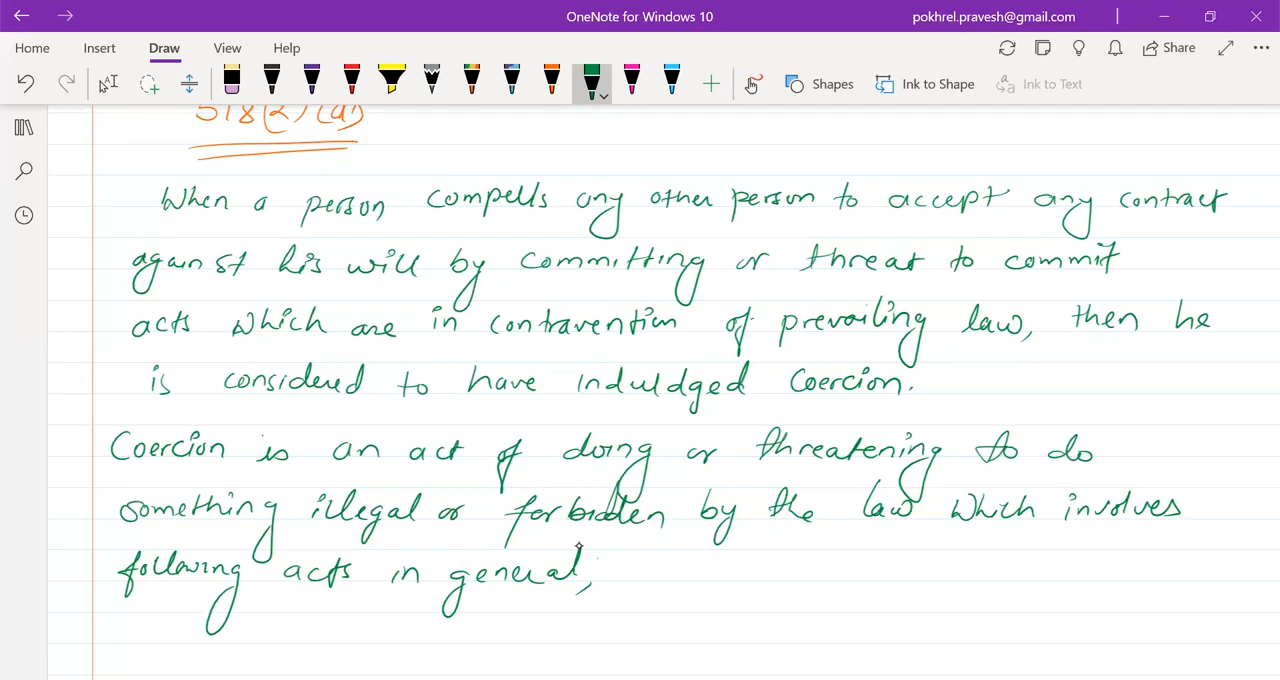 OneNote for Windows 10
pokhrel.pravesh@gmail.com
Home Insert Draw View Help
Share
Shapes Ink to Shape Ink to Text
518(2)(a)
When a person compells any other person to accept any contract
against his will by committing or threat to commit
acts which are in contravention of prevailing law, then he
is considered to have induldged Coercion.
Coercion is an act of doing or threatening to do
something illegal or forbidden by the law which involves
following acts in general,